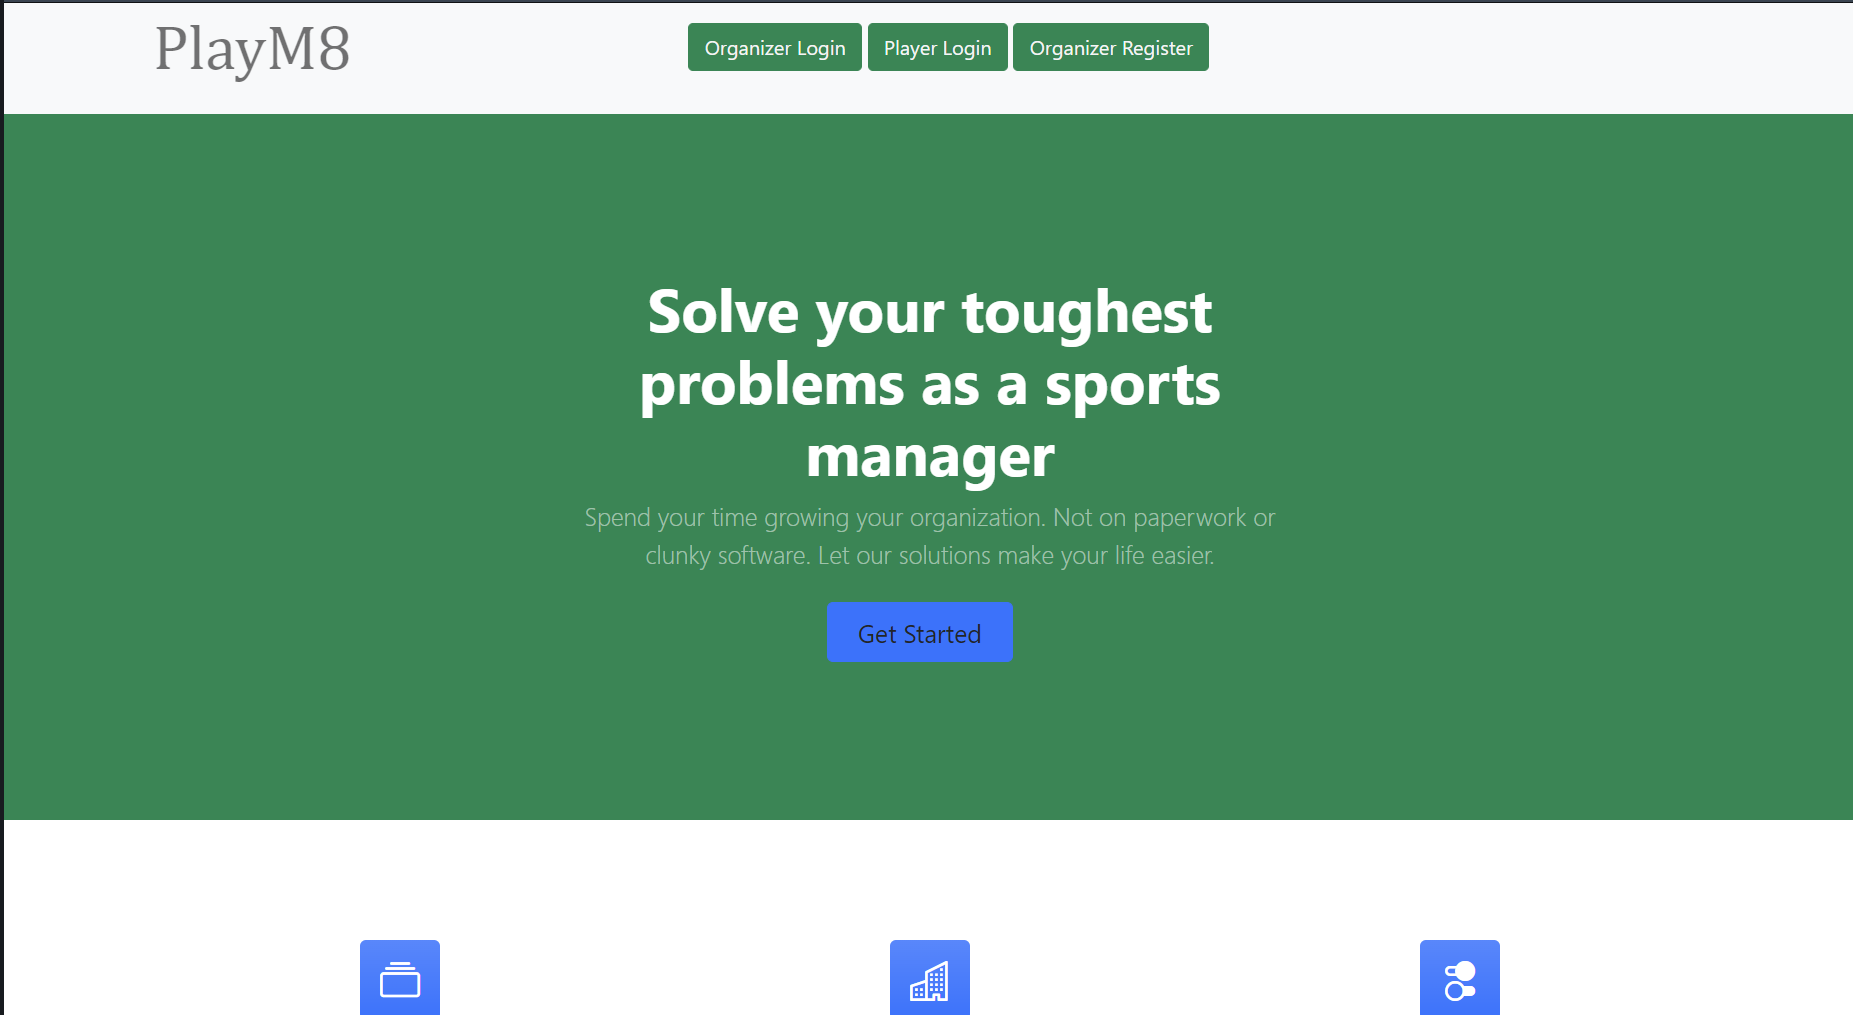 PlayM8
Organizer Login
Player Login
Organizer Register
Solve your toughest
problems as a sports
manager
Spend your time growing your organization. Not on paperwork or
clunky software. Let our solutions make your life easier.
Get Started